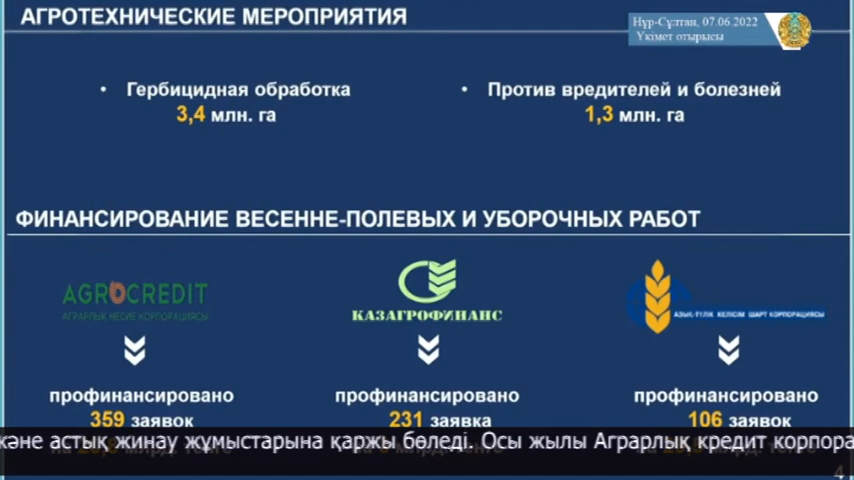 АГРОТЕХНИЧЕСКИЕ МЕРОПРИЯТИЯ
Нұр-Сұлтан, 07.06.2022
Үкімет отырысы
• Гербицидная обработка
3,4 млн. га
• Против вредителей и болезней
1,3 млн. га
ФИНАНСИРОВАНИЕ ВЕСЕННЕ-ПОЛЕВЫХ И УБОРОЧНЫХ РАБОТ
AGROCREDIT
АГРАРЛЫҚ НЕСИЕ КОРПОРАЦИЯСЫ
КАЗАГРОФИНАНС
АЗЫҚ-ТҮЛІК КЕЛІСІМ ШАРТ КОРПОРАЦИЯСЫ
профинансировано
359 заявок
профинансировано
231 заявка
профинансировано
106 заявок
және астық жинау жұмыстарына қаржы бөледі. Осы жылы Аграрлық кредит корпора
4